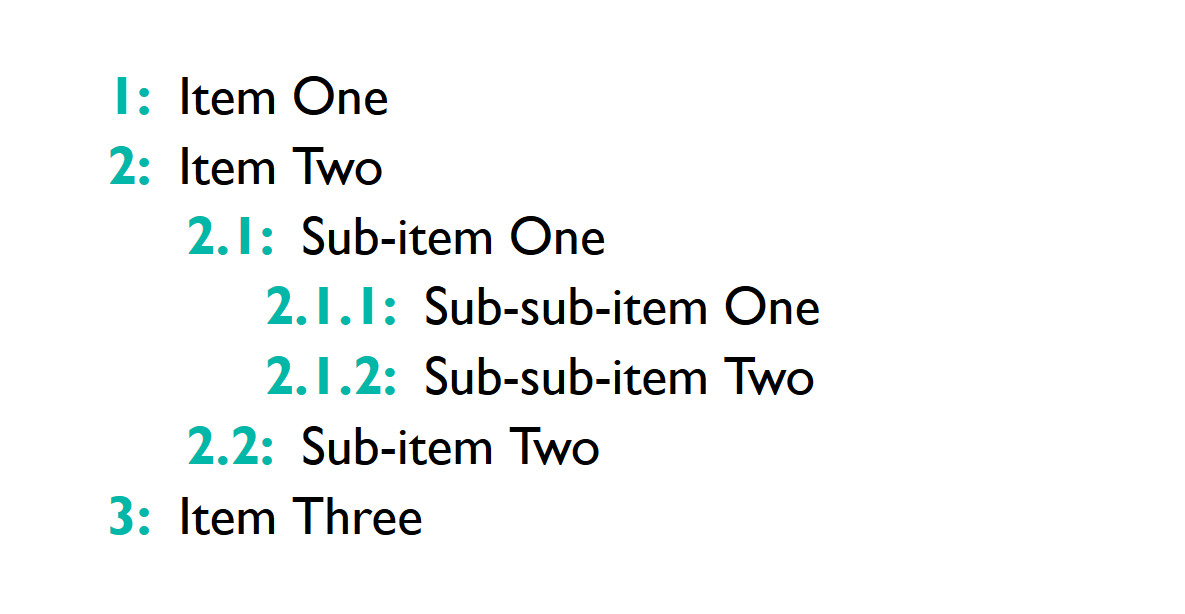 1: Item One
2: Item Two
2.1: Sub-item One
2.1.1: Sub-sub-item One
2.1.2: Sub-sub-item Two
2.2: Sub-item Two
3: Item Three